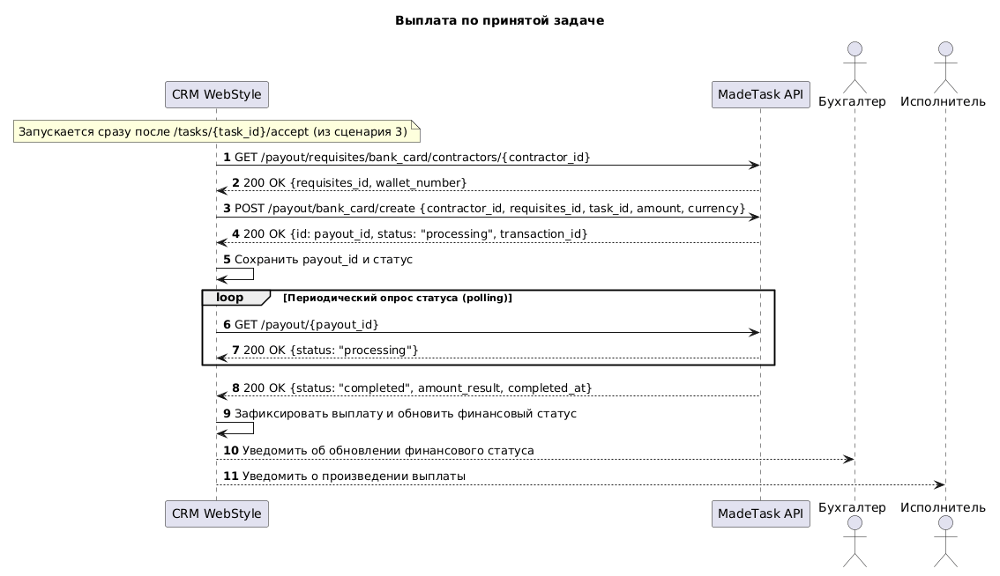 Выплата по принятой задаче
CRM WebStyle
MadeTask API
Бухгалтер
Исполнитель
Запускается сразу после /tasks/{task_id}/accept (из сценария 3)
1 GET /payout/requisites/bank_card/contractors/{contractor_id}
2 200 OK {requisites_id, wallet_number}
3 POST /payout/bank_card/create {contractor_id, requisites_id, task_id, amount, currency}
4 200 OK {id: payout_id, status: "processing", transaction_id}
5 Сохранить payout_id и статус
loop [Периодический опрос статуса (polling)]
6 GET /payout/{payout_id}
7 200 OK {status: "processing"}
8 200 OK {status: "completed", amount_result, completed_at}
9 Зафиксировать выплату и обновить финансовый статус
10 Уведомить об обновлении финансового статуса
11 Уведомить о произведении выплаты
CRM WebStyle
MadeTask API
Бухгалтер
Исполнитель